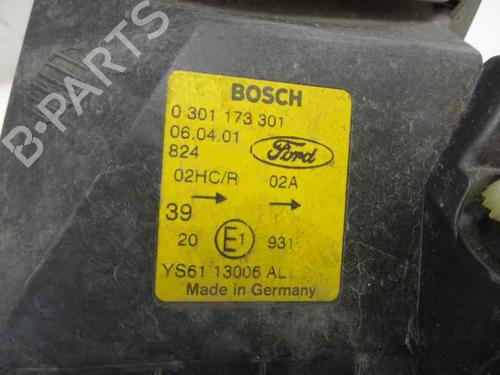 BOSCH
0 301 173 301
06.04.01
824
Ford
02HC/R 02A
39
20 E1 931
YS61 13006 AL
Made in Germany
B-PARTS